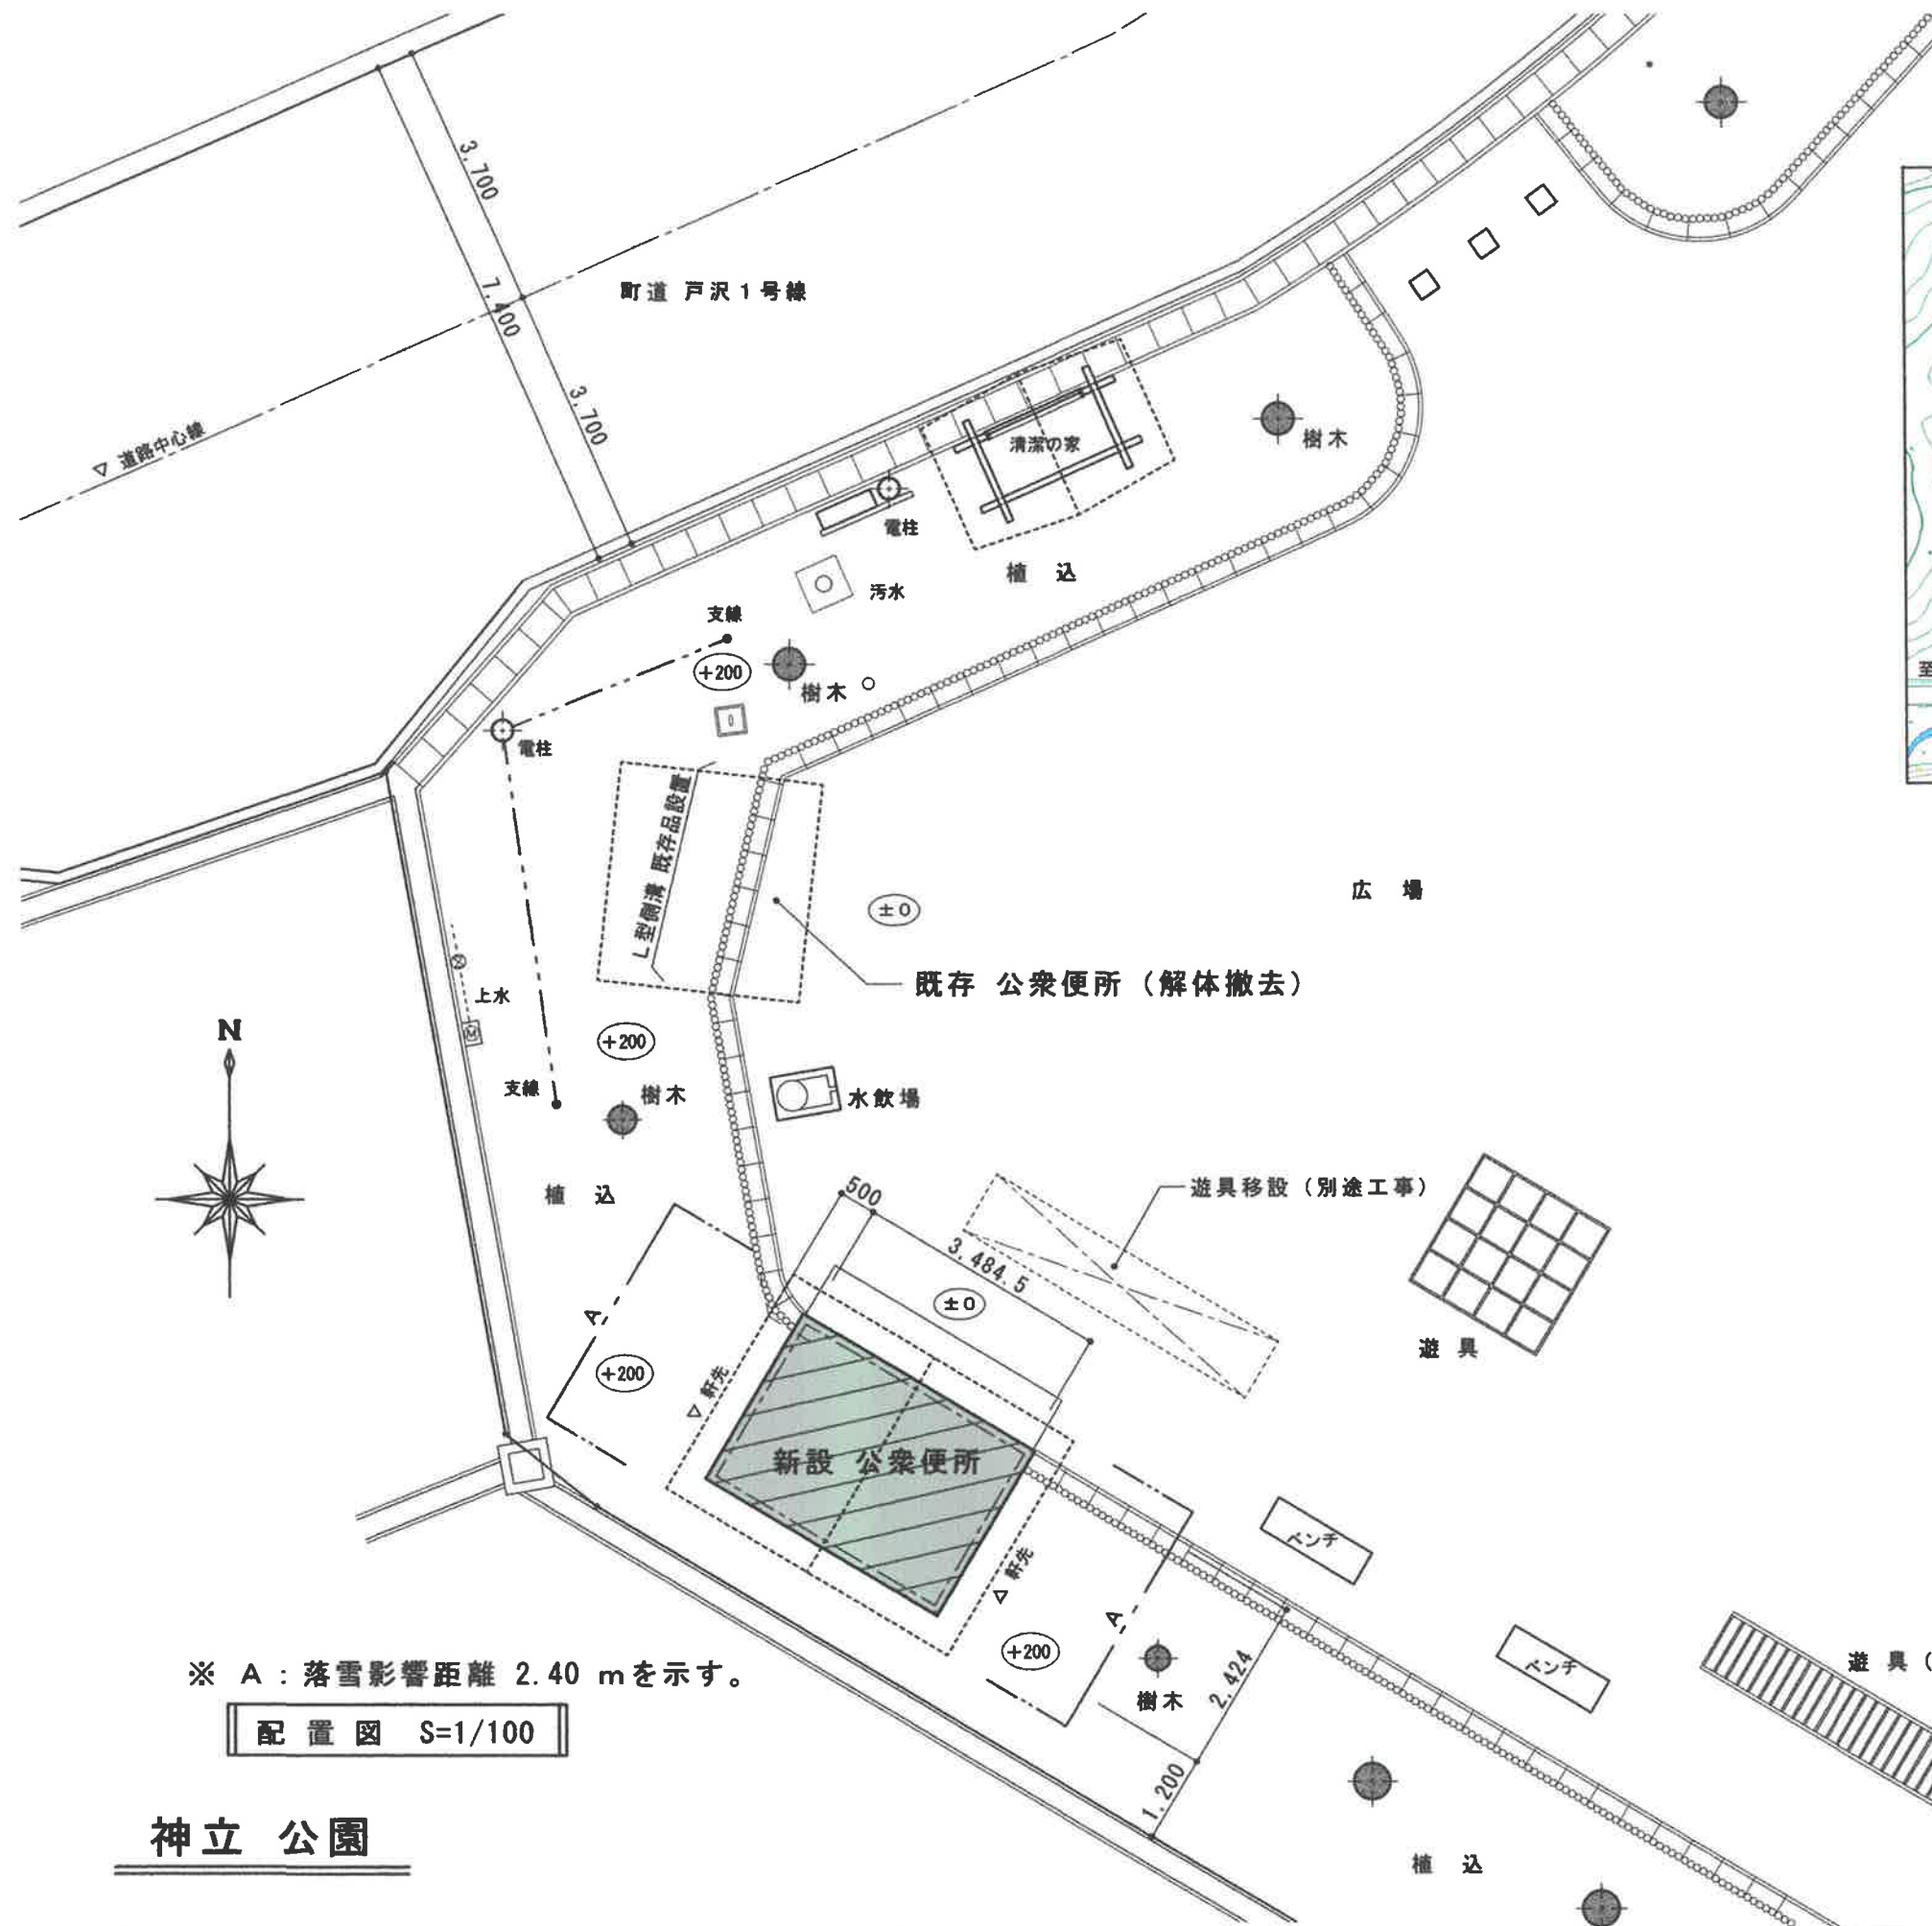 3,700
7,400
町道 戸沢1号線
3,700
▽ 道路中心線
清潔の家
樹木
電柱
植 込
汚水
支線
+200
樹木
電柱
至
L型側溝 既存品設置
±0
広 場
既存 公衆便所（解体撤去）
上水
M
N
+200
支線
樹木
水飲場
植 込
500
遊具移設（別途工事）
3,484.5
±0
A
遊 具
+200
▽ 軒先
新設 公衆便所
ベンチ
▽ 軒先
A
+200
樹木
2,424
ベンチ
遊 具（
※ A：落雪影響距離 2.40 mを示す。
配 置 図 S=1/100
1,200
神立 公園
植 込